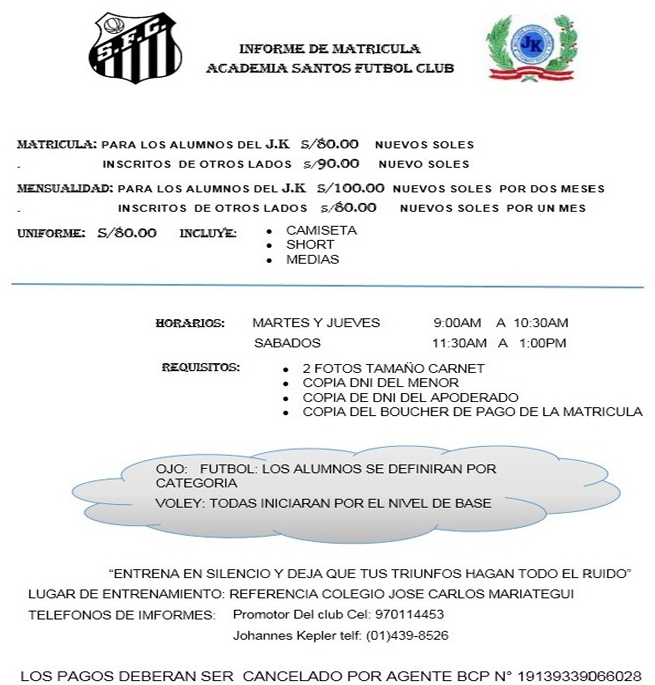 S.F.C.
JK
INFORME DE MATRICULA
ACADEMIA SANTOS FUTBOL CLUB
MATRICULA: PARA LOS ALUMNOS DEL J.K S/80.00 NUEVOS SOLES
. INSCRITOS DE OTROS LADOS S/90.00 NUEVO SOLES
MENSUALIDAD: PARA LOS ALUMNOS DEL J.K S/100.00 NUEVOS SOLES POR DOS MESES
. INSCRITOS DE OTROS LADOS S/80.00 NUEVOS SOLES POR UN MES
UNIFORME: S/80.00 INCLUYE: • CAMISETA
• SHORT
• MEDIAS
HORARIOS: MARTES Y JUEVES 9:00AM A 10:30AM
SABADOS 11:30AM A 1:00PM
REQUISITOS: • 2 FOTOS TAMAÑO CARNET
• COPIA DNI DEL MENOR
• COPIA DE DNI DEL APODERADO
• COPIA DEL BOUCHER DE PAGO DE LA MATRICULA
OJO: FUTBOL: LOS ALUMNOS SE DEFINIRAN POR
CATEGORIA
VOLEY: TODAS INICIARAN POR EL NIVEL DE BASE
“ENTRENA EN SILENCIO Y DEJA QUE TUS TRIUNFOS HAGAN TODO EL RUIDO”
LUGAR DE ENTRENAMIENTO: REFERENCIA COLEGIO JOSE CARLOS MARIATEGUI
TELEFONOS DE IMFORMES: Promotor Del club Cel: 970114453
Johannes Kepler telf: (01)439-8526
LOS PAGOS DEBERAN SER CANCELADO POR AGENTE BCP N° 19139339066028